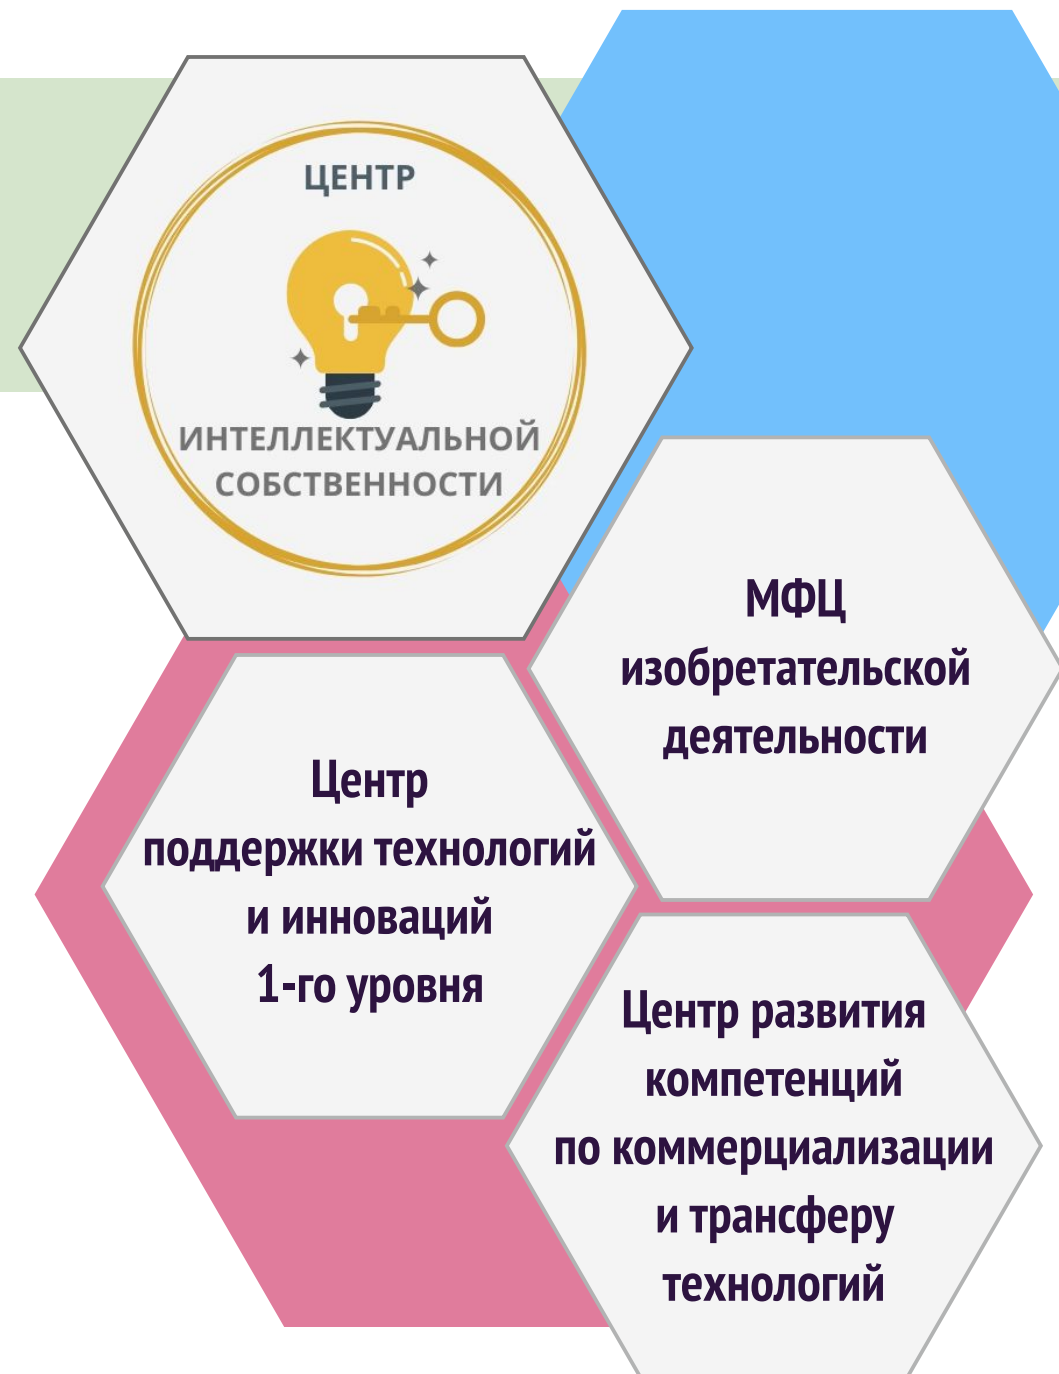 ЦЕНТР
ИНТЕЛЛЕКТУАЛЬНОЙ
СОБСТВЕННОСТИ
МФЦ
изобретательской
деятельности
Центр
поддержки технологий
и инноваций
1-го уровня
Центр развития
компетенций
по коммерциализации
и трансферу
технологий